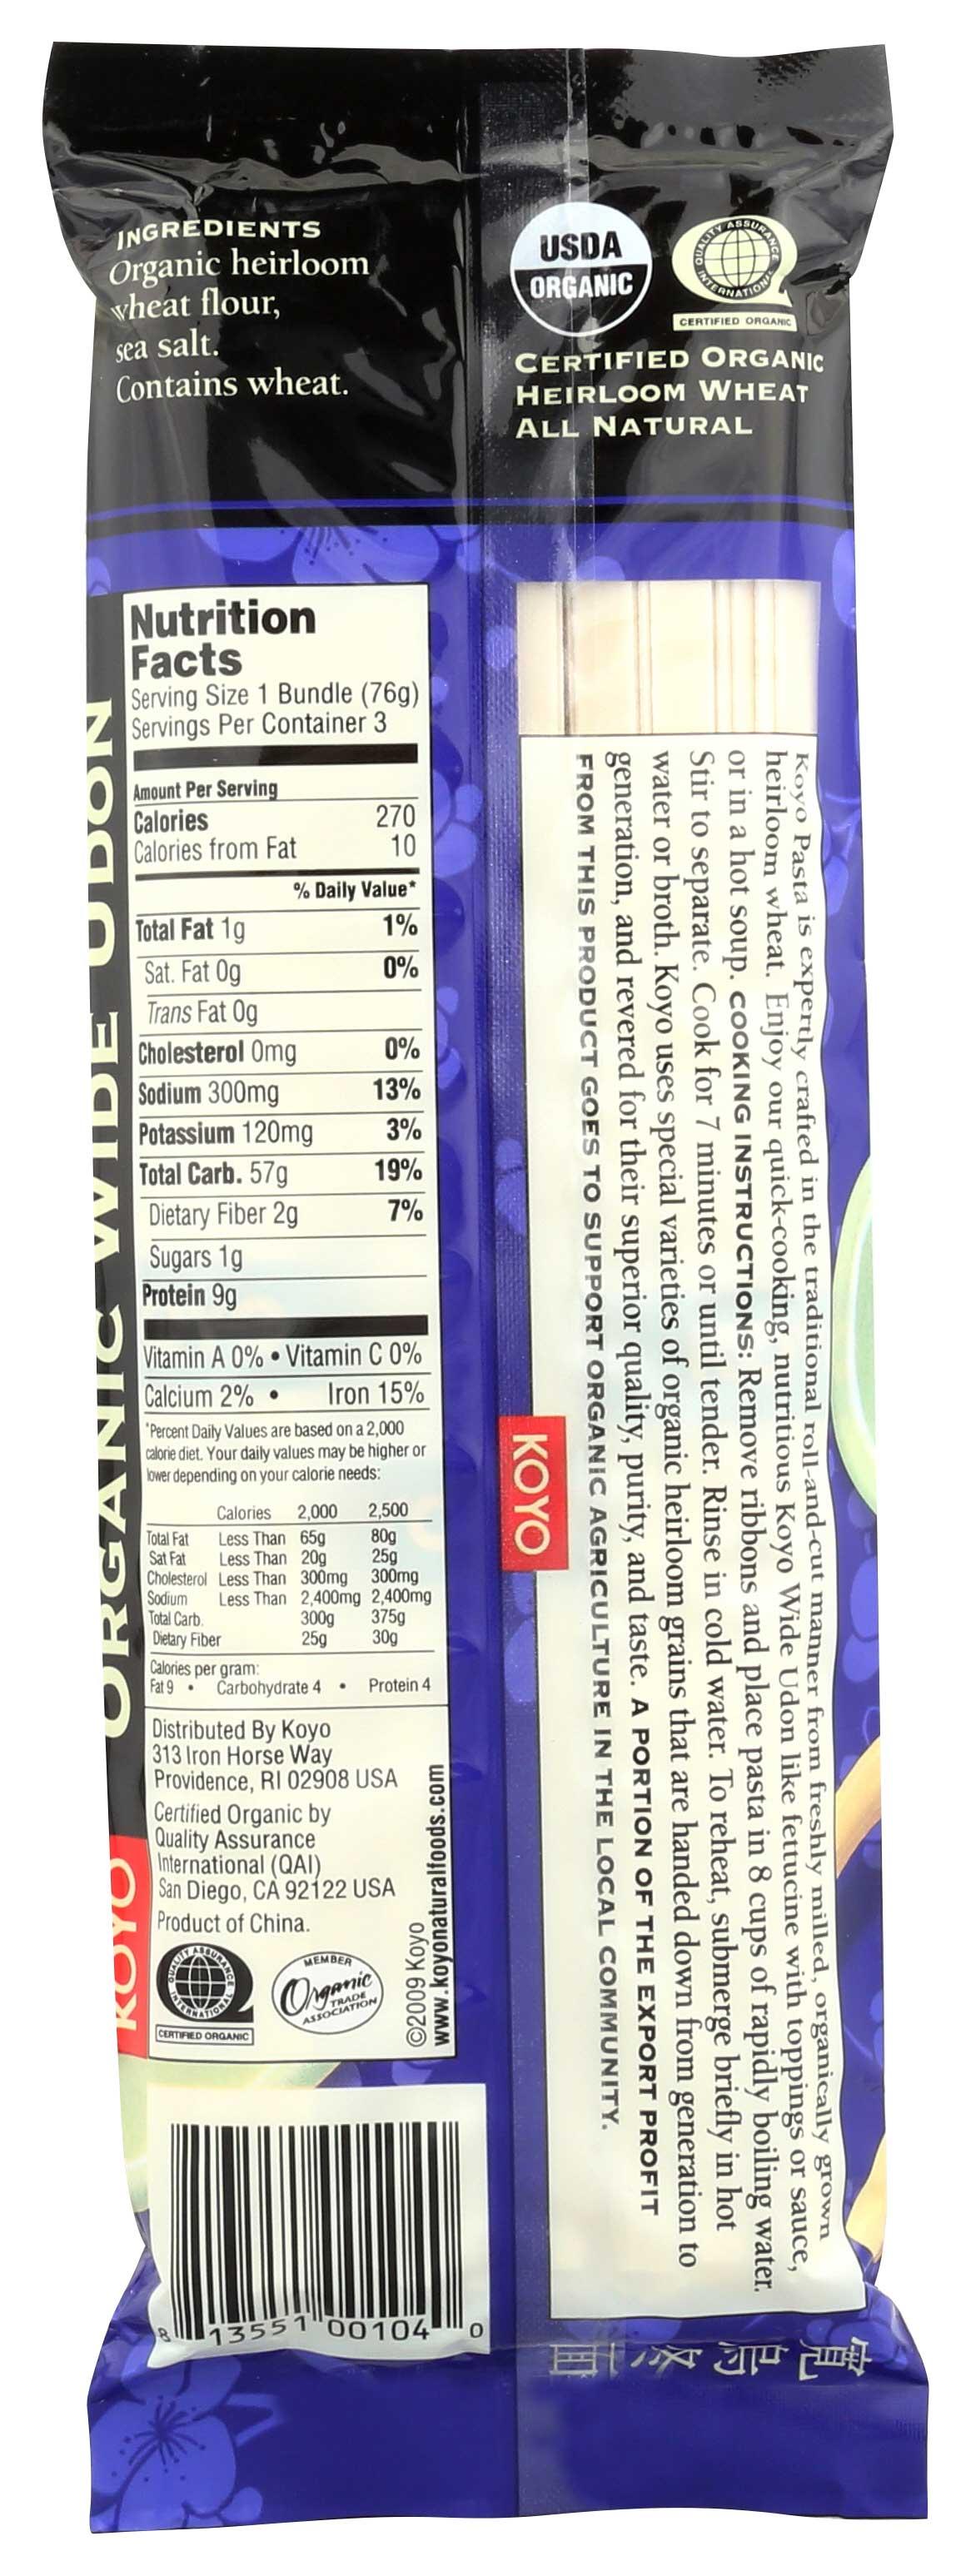 INGREDIENTS
Organic heirloom
wheat flour,
sea salt.
Contains wheat.
USDA
ORGANIC
QUALITY ASSURANCE
INTERNATIONAL
CERTIFIED ORGANIC
CERTIFIED ORGANIC
HEIRLOOM WHEAT
ALL NATURAL
ORGANIC WIDE UDON
KOYO
Nutrition
Facts
Serving Size 1 Bundle (76g)
Servings Per Container 3
Amount Per Serving
Calories 270
Calories from Fat 10
% Daily Value*
Total Fat 1g 1%
Sat. Fat 0g 0%
Trans Fat 0g
Cholesterol 0mg 0%
Sodium 300mg 13%
Potassium 120mg 3%
Total Carb. 57g 19%
Dietary Fiber 2g 7%
Sugars 1g
Protein 9g
Vitamin A 0% • Vitamin C 0%
Calcium 2% • Iron 15%
*Percent Daily Values are based on a 2,000
calorie diet. Your daily values may be higher or
lower depending on your calorie needs:
Calories 2,000 2,500
Total Fat Less Than 65g 80g
Sat Fat Less Than 20g 25g
Cholesterol Less Than 300mg 300mg
Sodium Less Than 2,400mg 2,400mg
Total Carb. 300g 375g
Dietary Fiber 25g 30g
Calories per gram:
Fat 9 • Carbohydrate 4 • Protein 4
Distributed By Koyo
313 Iron Horse Way
Providence, RI 02908 USA
Certified Organic by
Quality Assurance
International (QAI)
San Diego, CA 92122 USA
Product of China.
QUALITY ASSURANCE
INTERNATIONAL
CERTIFIED ORGANIC
MEMBER
Organic
TRADE
ASSOCIATION
©2009 Koyo
www.koyonaturalfoods.com
8 13551 00104 0
Koyo Pasta is expertly crafted in the traditional roll-and-cut manner from freshly milled, organically grown
heirloom wheat. Enjoy our quick-cooking, nutritious Koyo Wide Udon like fettucine with toppings or sauce,
or in a hot soup. COOKING INSTRUCTIONS: Remove ribbons and place pasta in 8 cups of rapidly boiling water.
Stir to separate. Cook for 7 minutes or until tender. Rinse in cold water. To reheat, submerge briefly in hot
water or broth. Koyo uses special varieties of organic heirloom grains that are handed down from generation to
generation, and revered for their superior quality, purity, and taste. A PORTION OF THE EXPORT PROFIT
FROM THIS PRODUCT GOES TO SUPPORT ORGANIC AGRICULTURE IN THE LOCAL COMMUNITY.
KOYO
寛烏冬面